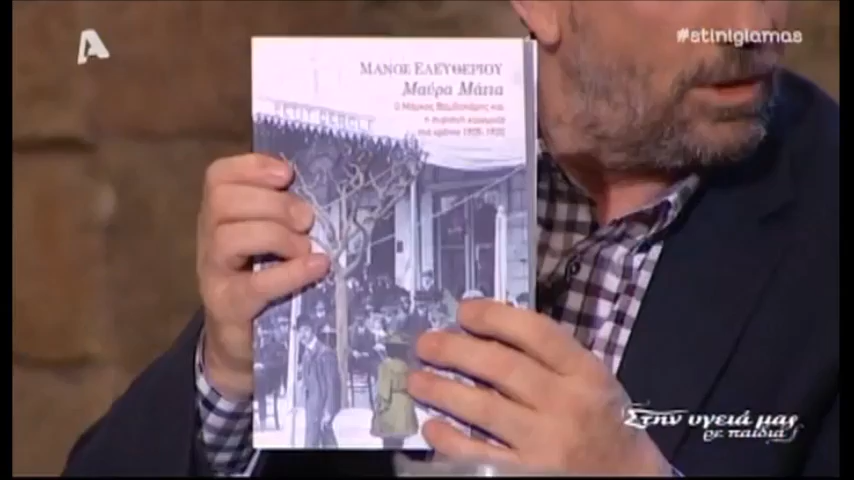 A
#stinigiamas
ΜΑΝΟΣ ΕΛΕΥΘΕΡΙΟΥ
Μαύρα Μάτια
ο Μάρκος Βαμβακάρης και
η συριανή κοινωνία
στα χρόνια 1905-1920
Στην υγειά μας
ρε παιδιά